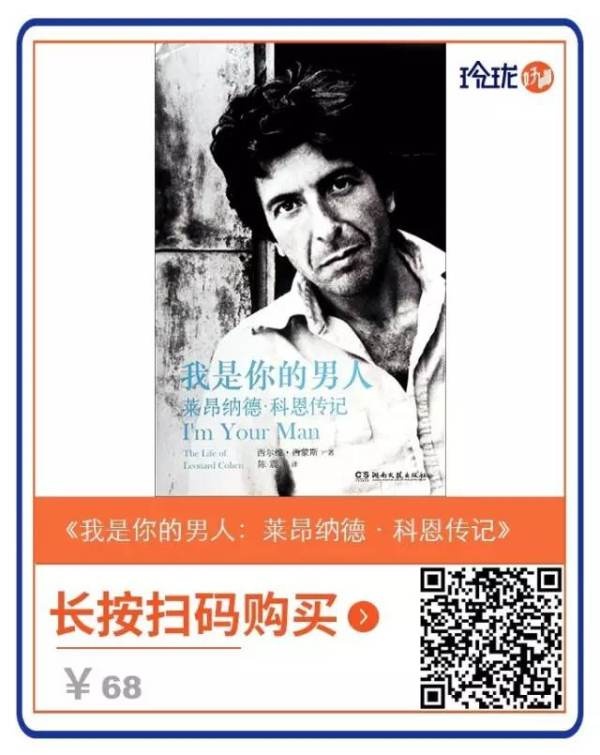 玲珑好书
我是你的男人
莱昂纳德·科恩传记
I'm Your Man
The Life of
Leonard Cohen
西尔维·西蒙斯 著
陈震 译
CS 湖南文艺出版社
《我是你的男人：莱昂纳德·科恩传记》
长按扫码购买
¥ 68